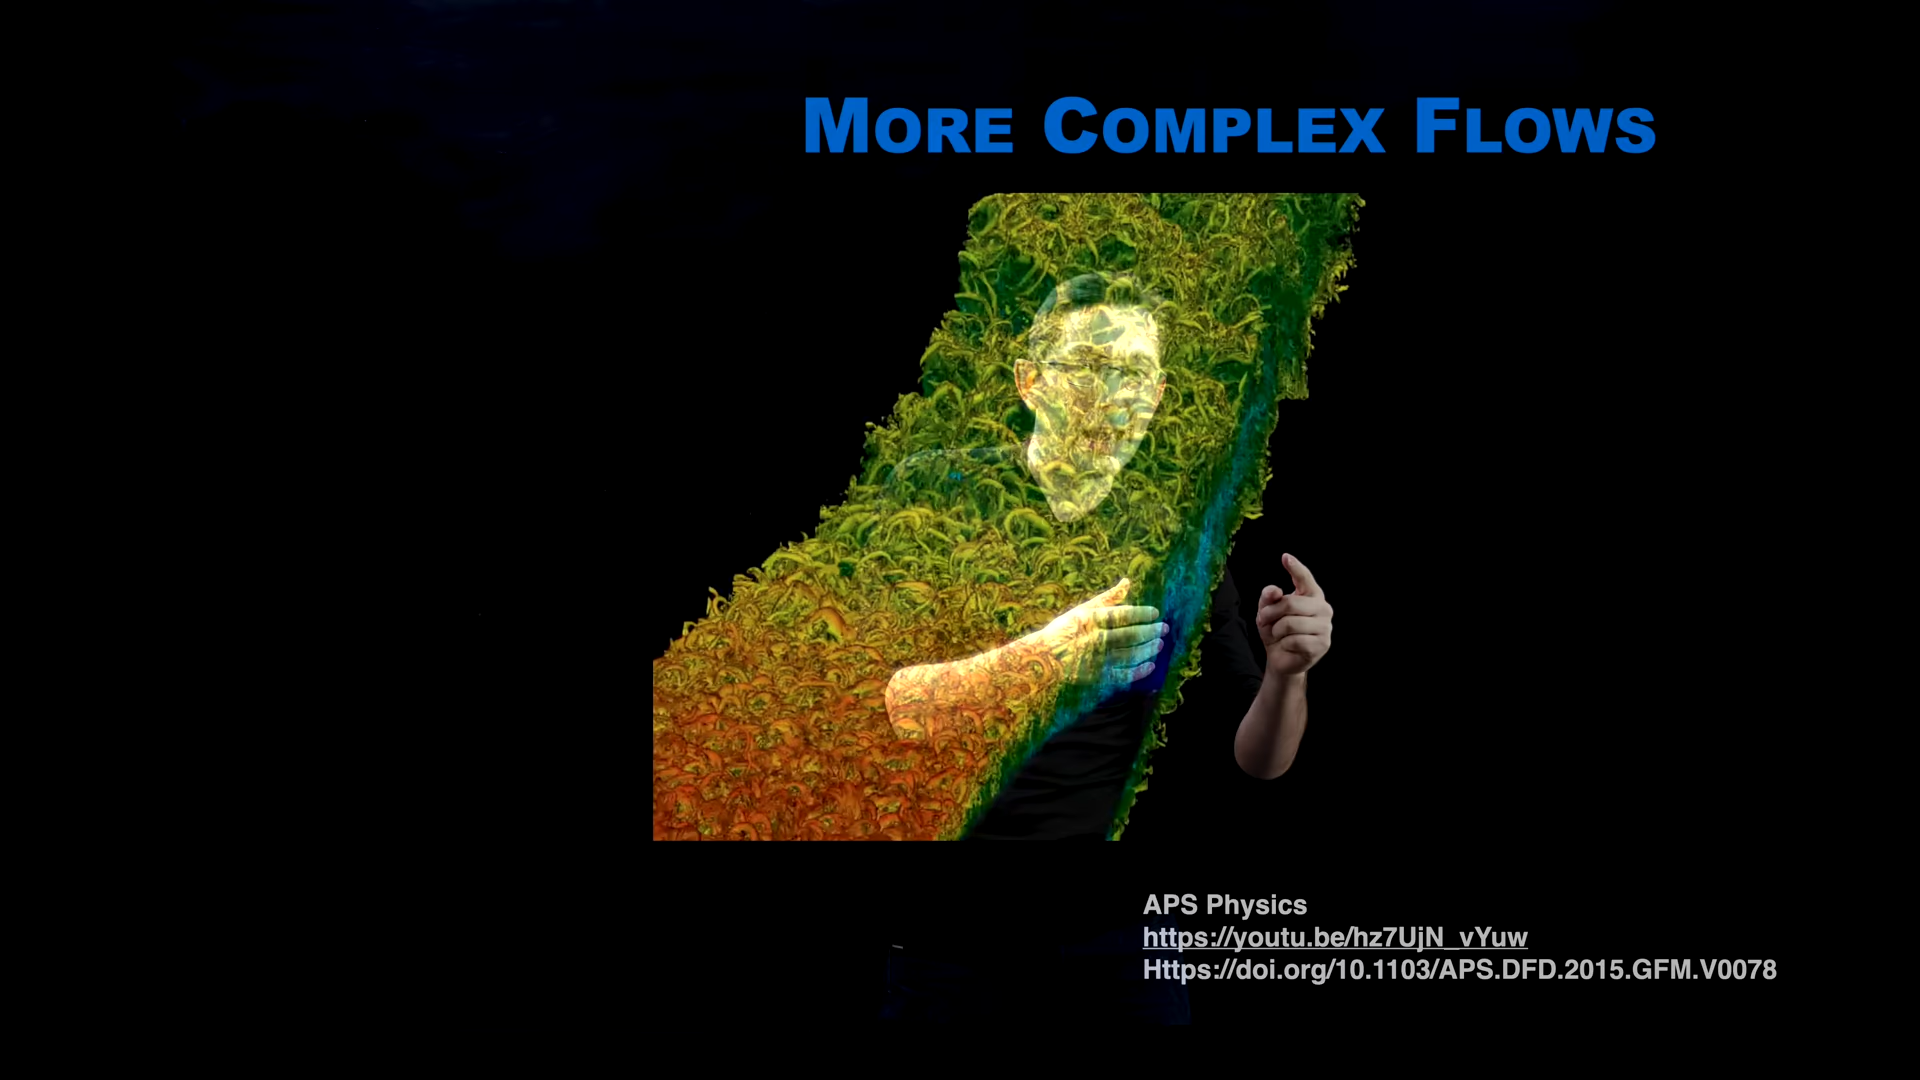 MORE COMPLEX FLOWS
APS Physics
https://youtu.be/hz7UjN_vYuw
Https://doi.org/10.1103/APS.DFD.2015.GFM.V0078